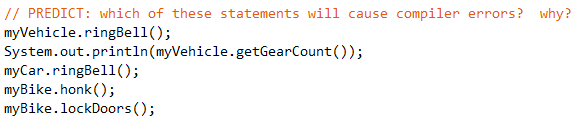 // PREDICT: which of these statements will cause compiler errors?  why?
myVehicle.ringBell();
System.out.println(myVehicle.getGearCount());
myCar.ringBell();
myBike.honk();
myBike.lockDoors();